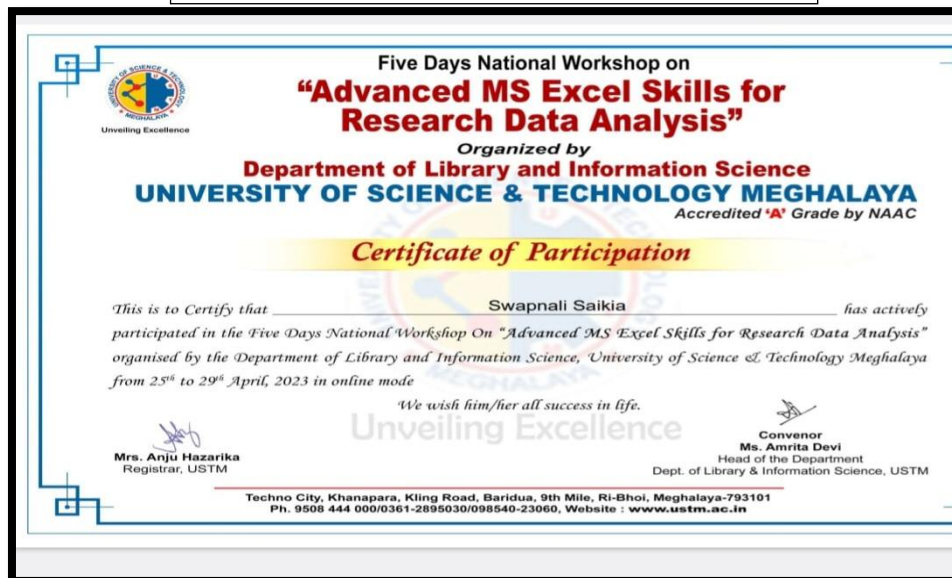 Five Days National Workshop on
“Advanced MS Excel Skills for
Research Data Analysis”
Organized by
Department of Library and Information Science
UNIVERSITY OF SCIENCE & TECHNOLOGY MEGHALAYA
Accredited ‘A’ Grade by NAAC
UNIVERSITY OF SCIENCE & TECHNOLOGY
MEGHALAYA
Unveiling Excellence
Certificate of Participation
This is to Certify that Swapnali Saikia has actively
participated in the Five Days National Workshop On “Advanced MS Excel Skills for Research Data Analysis”
organised by the Department of Library and Information Science, University of Science & Technology Meghalaya
from 25th to 29th April, 2023 in online mode
We wish him/her all success in life.
MEGHALAYA
Unveiling Excellence
Mrs. Anju Hazarika
Registrar, USTM
Convenor
Ms. Amrita Devi
Head of the Department
Dept. of Library & Information Science, USTM
Techno City, Khanapara, Kling Road, Baridua, 9th Mile, Ri-Bhoi, Meghalaya-793101
Ph. 9508 444 000/0361-2895030/098540-23060, Website : www.ustm.ac.in